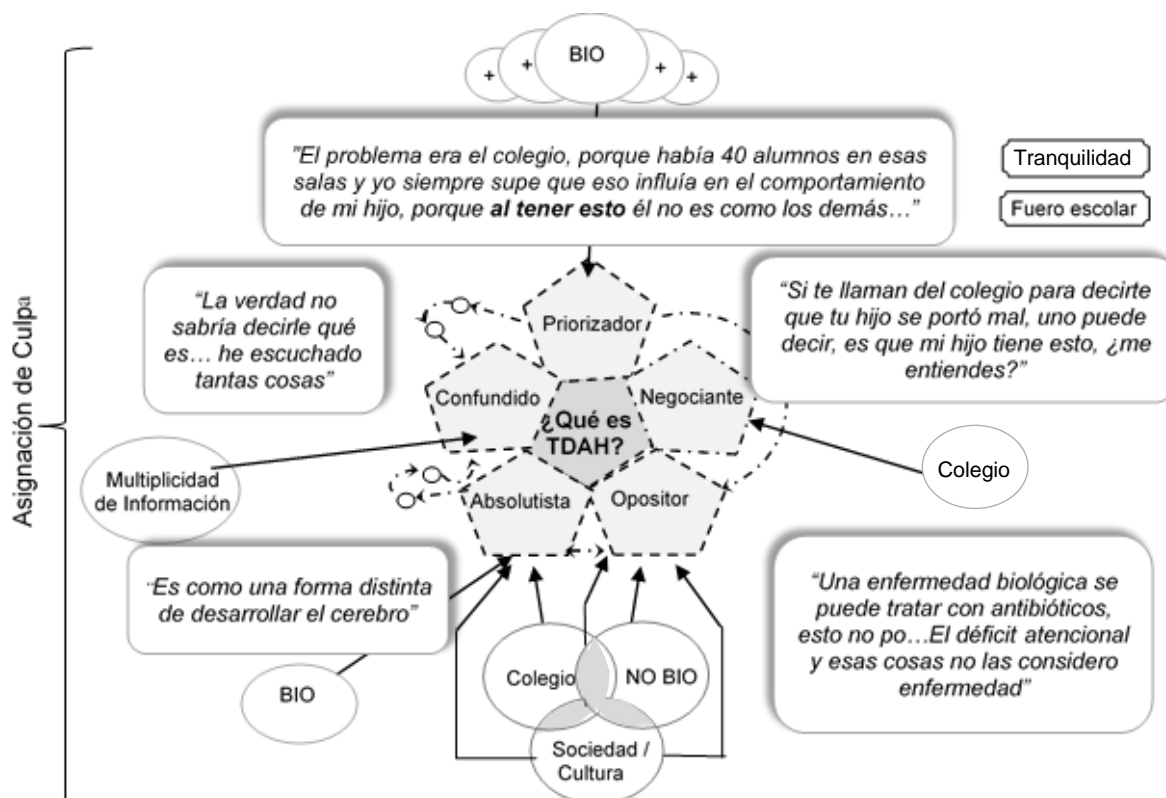 BIO
+
+
+
+
”El problema era el colegio, porque había 40 alumnos en esas
salas y yo siempre supe que eso influía en el comportamiento
de mi hijo, porque al tener esto él no es como los demás…”
Tranquilidad
Fuero escolar
Asignación de Culpa
“La verdad no
sabría decirle qué
es… he escuchado
tantas cosas”
“Si te llaman del colegio para decirte
que tu hijo se portó mal, uno puede
decir, es que mi hijo tiene esto, ¿me
entiendes?”
Priorizador
Confundido
Negociante
¿Qué es
TDAH?
Absolutista
Opositor
Multiplicidad
de Información
Colegio
“Es como una forma distinta
de desarrollar el cerebro”
BIO
“Una enfermedad biológica se
puede tratar con antibióticos,
esto no po…El déficit atencional
y esas cosas no las considero
enfermedad”
Colegio
NO BIO
Sociedad /
Cultura